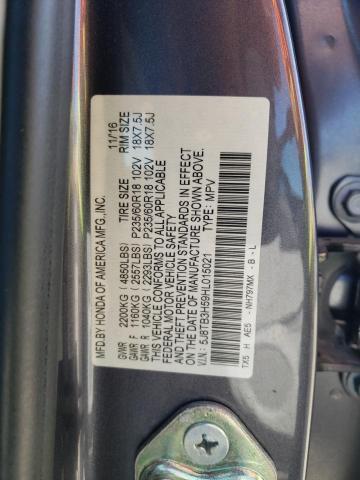 MFD.BY HONDA OF AMERICA MFG.,INC. 11/16
TIRE SIZE RIM SIZE
GVWR 2200KG (4850LBS)
GAWR F 1160KG (2557LBS) P235/60R18 102V 18X7.5J
GAWR R 1040KG (2293LBS) P235/60R18 102V 18X7.5J
THIS VEHICLE CONFORMS TO ALL APPLICABLE
FEDERAL MOTOR VEHICLE SAFETY
STANDARDS IN EFFECT ON THE
DATE OF MANUFACTURE SHOWN ABOVE.
V.I.N.: 5J8TB3H59HL015021 TYPE: MPV
TX5 H AE5 - NH797MX - B - L